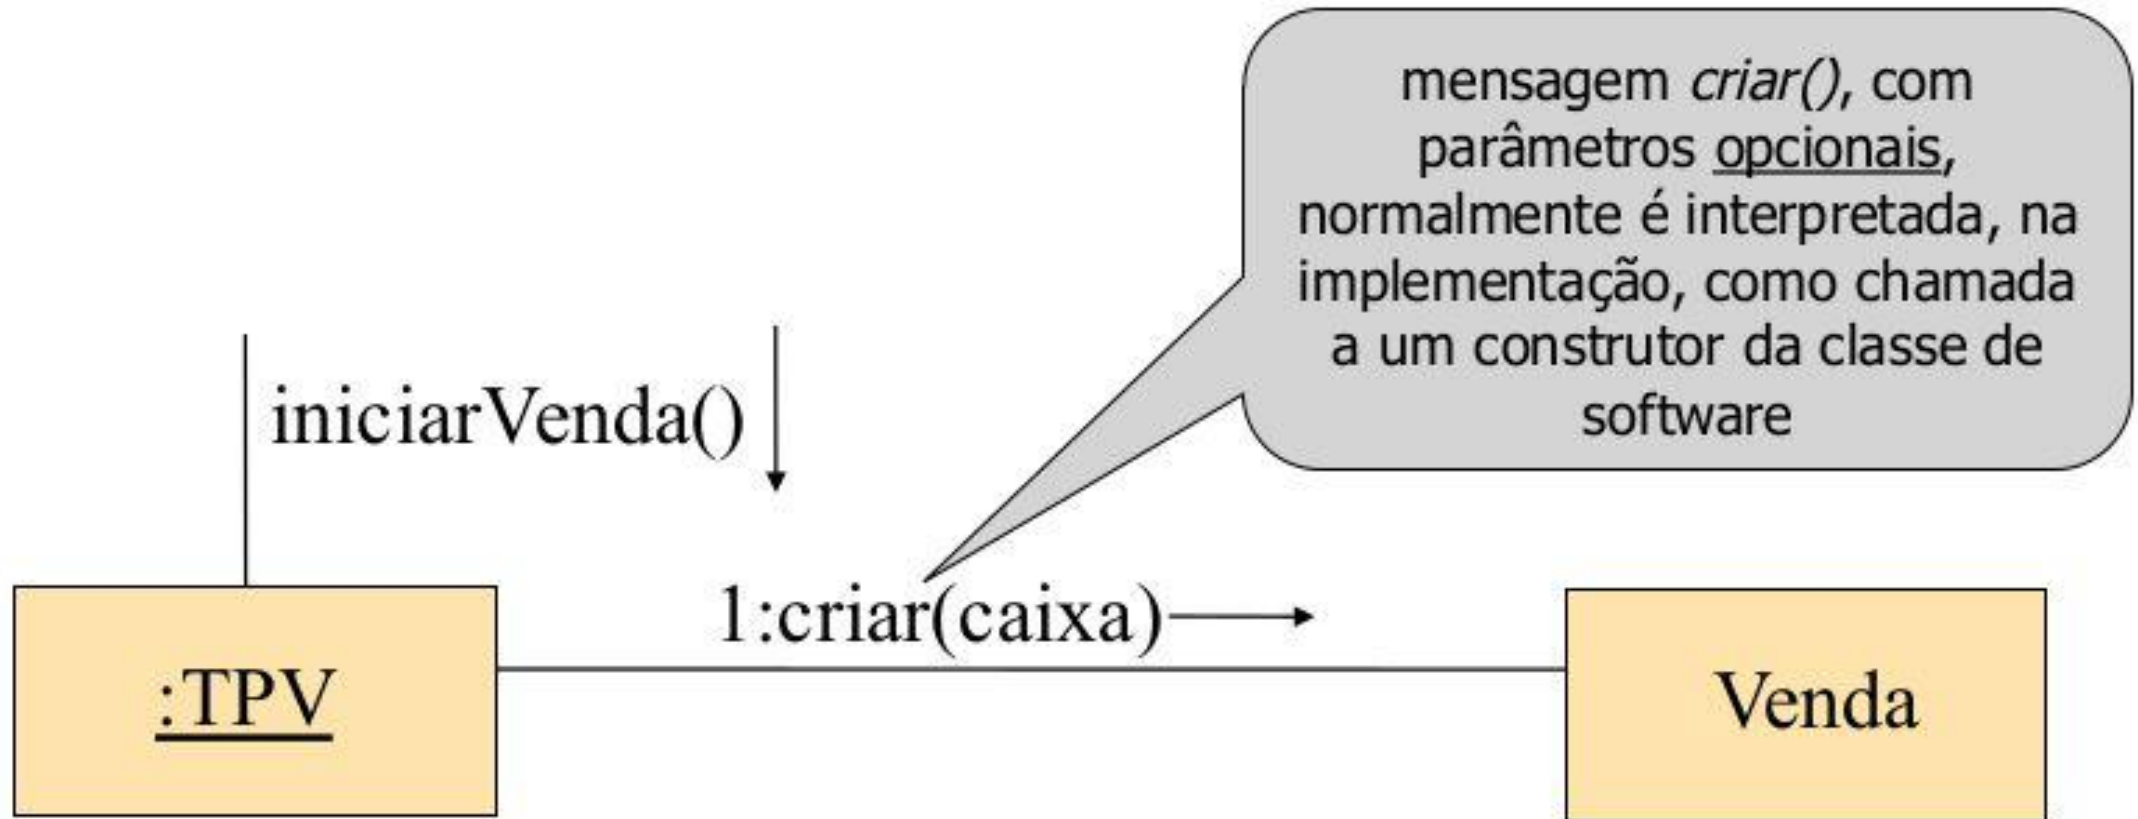 mensagem criar(), com
parâmetros opcionais,
normalmente é interpretada, na
implementação, como chamada
a um construtor da classe de
software
iniciarVenda()
1:criar(caixa)
:TPV
Venda